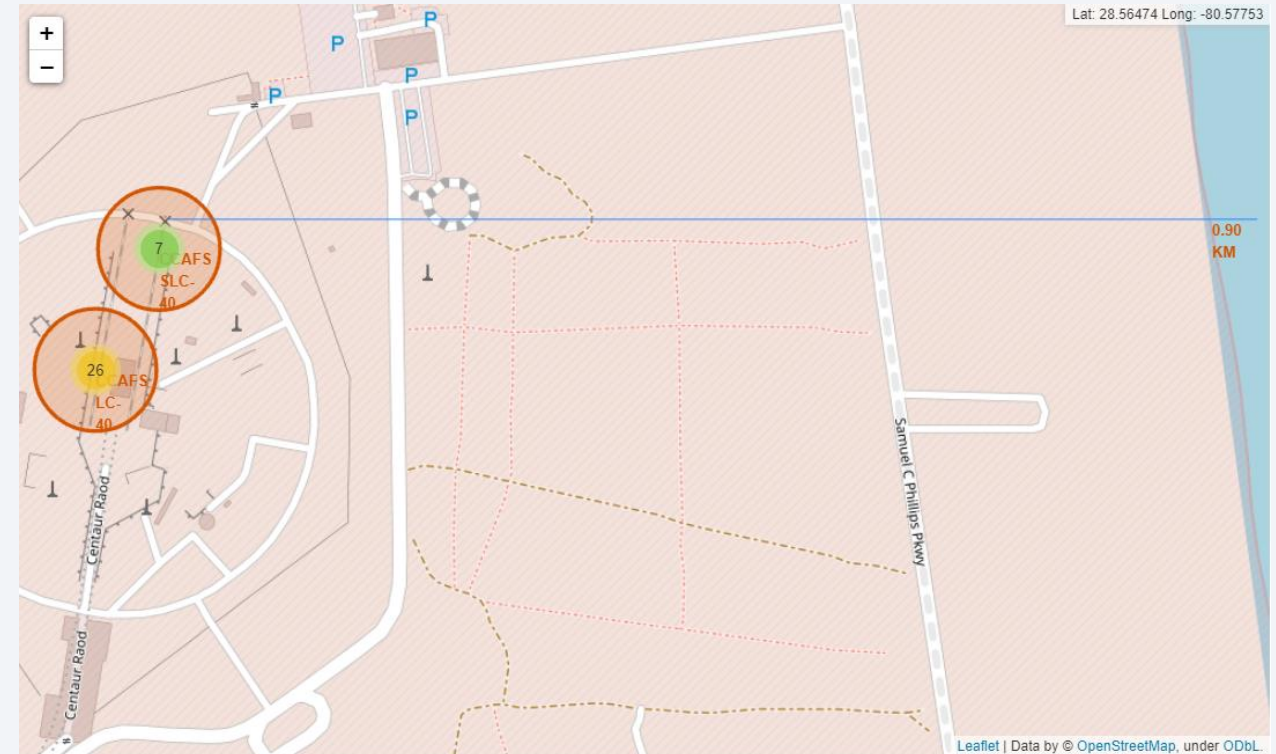 +
−
Lat: 28.56474 Long: -80.57753
P
P
P
P
P
0.90
KM
7
CCAFS
SLC-
40
26
CCAFS
LC-
40
Samuel C Phillips Pkwy
Centaur Raod
Centaur Raod
Leaflet | Data by © OpenStreetMap, under ODbL.